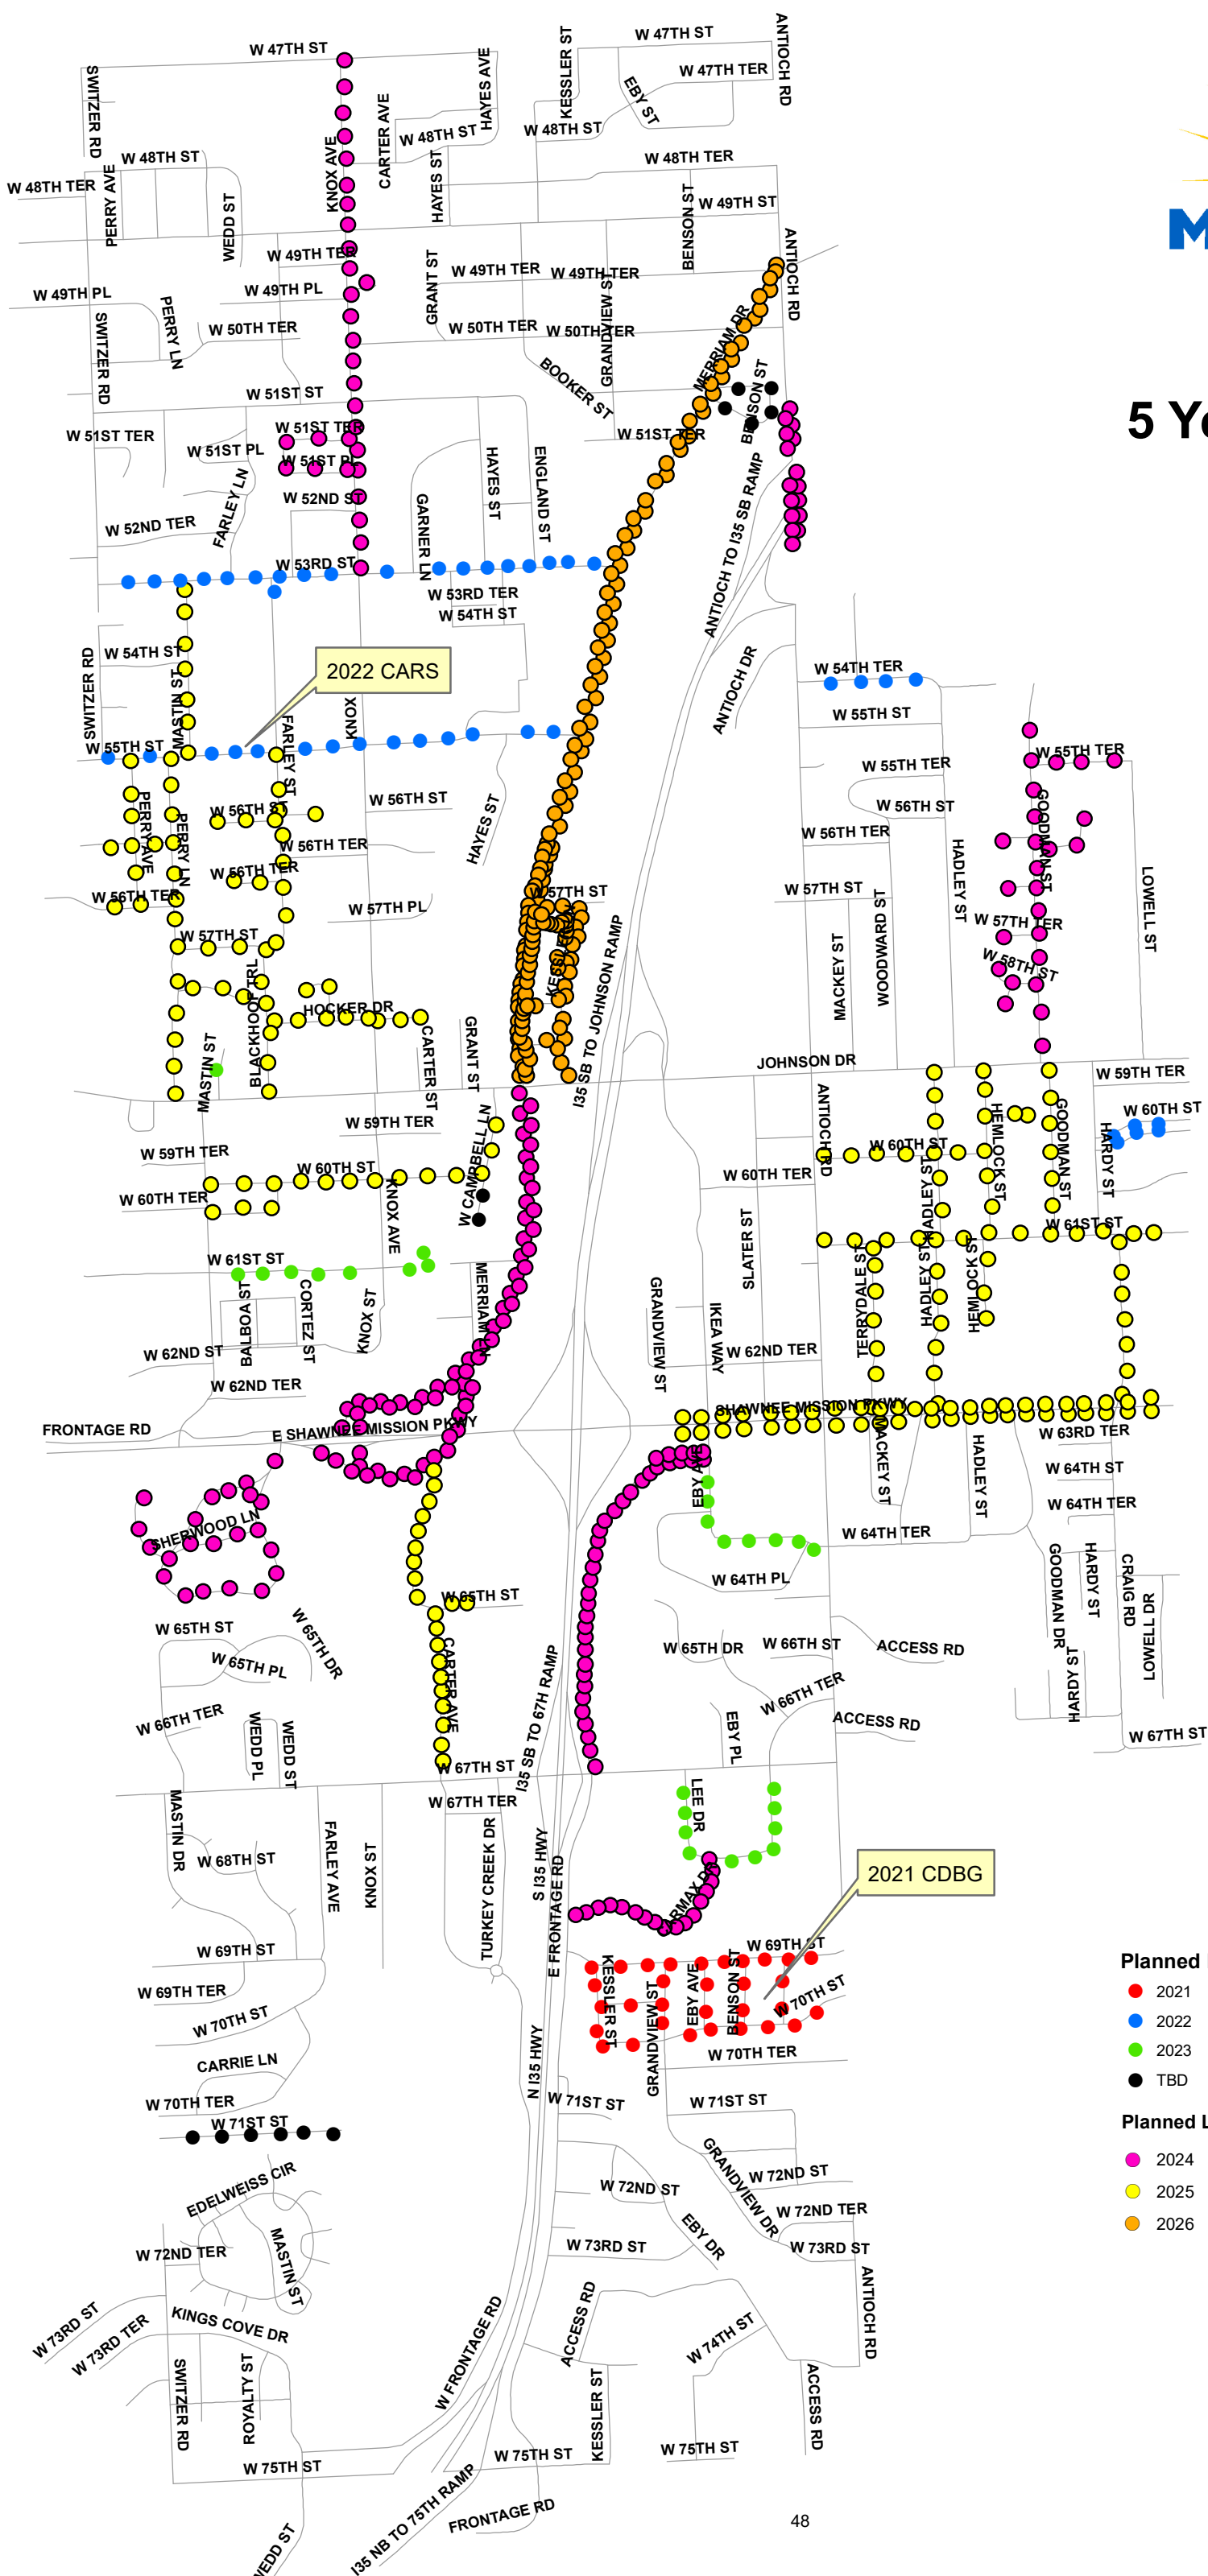 W 47TH ST
W 47TH ST
ANTIOCH RD
SWITZER RD
KESSLER ST
HAYES AVE
W 47TH TER
EBY ST
CARTER AVE
KNOX AVE
W 48TH ST
W 48TH ST
W 48TH ST
W 48TH TER
W 48TH TER
PERRY AVE
WEDD ST
HAYES ST
BENSON ST
W 49TH ST
M
W 49TH TER
W 49TH TER
W 49TH TER
ANTIOCH RD
W 49TH PL
W 49TH PL
GRANT ST
GRANDVIEW ST
PERRY LN
SWITZER RD
W 50TH TER
W 50TH TER
W 50TH TER
MERRIAM DR
BOOKER ST
BENSON ST
W 51ST ST
5 Ye
W 51ST TER
W 51ST TER
W 51ST TER
W 51ST PL
W 51ST PL
FARLEY LN
HAYES ST
ENGLAND ST
W 52ND ST
GARNER LN
W 52ND TER
ANTIOCH TO I35 SB RAMP
W 53RD ST
W 53RD TER
W 54TH ST
W 54TH ST
SWITZER RD
MASTIN ST
2022 CARS
KNOX
ANTIOCH DR
W 54TH TER
W 55TH ST
W 55TH ST
FARLEY ST
W 55TH TER
W 55TH TER
PERRY AVE
PERRY LN
W 56TH ST
W 56TH ST
W 56TH ST
HAYES ST
GOODMAN ST
W 56TH TER
W 56TH TER
W 56TH TER
W 56TH TER
HADLEY ST
LOWELL ST
W 57TH ST
W 57TH ST
W 57TH PL
W 57TH ST
W 57TH TER
W 58TH ST
MACKEY ST
WOODWARD ST
BLACKHOOF TRL
HOCKER DR
I35 SB TO JOHNSON RAMP
MASTIN ST
CARTER ST
GRANT ST
JOHNSON DR
W 59TH TER
W 59TH TER
W 59TH TER
ANTIOCH RD
HEMLOCK ST
GOODMAN ST
HARDY ST
W 60TH ST
W 60TH ST
W 60TH ST
W CAMPBELL LN
W 60TH TER
W 60TH TER
KNOX AVE
HADLEY ST
W 61ST ST
W 61ST ST
SLATER ST
TERRYDALE ST
HADLEY ST
HEMLOCK ST
BALBOA ST
CORTEZ ST
KNOX ST
GRANDVIEW ST
IKEA WAY
W 62ND ST
W 62ND TER
W 62ND TER
FRONTAGE RD
E SHAWNEE MISSION PKWY
SHAWNEE MISSION PKWY
W 63RD TER
EBY AVE
MACKEY ST
HADLEY ST
W 64TH ST
W 64TH TER
W 64TH TER
SHERWOOD LN
W 64TH PL
GOODMAN DR
HARDY ST
CRAIG RD
LOWELL DR
W 65TH ST
W 65TH ST
W 65TH DR
W 65TH PL
W 65TH DR
W 66TH ST
ACCESS RD
HARDY ST
CARTER AVE
I35 SB TO 67H RAMP
W 66TH TER
W 66TH TER
ACCESS RD
WEDD PL
WEDD ST
EBY PL
W 67TH ST
W 67TH ST
W 67TH TER
LEE DR
MASTIN DR
FARLEY AVE
KNOX ST
TURKEY CREEK DR
W 68TH ST
S I35 HWY
E FRONTAGE RD
2021 CDBG
W 69TH ST
W 69TH ST
W 69TH TER
KESSLER ST
GRANDVIEW ST
EBY AVE
BENSON ST
W 70TH ST
W 70TH ST
W 70TH TER
CARRIE LN
N I35 HWY
W 70TH TER
W 71ST ST
W 71ST ST
W 71ST ST
Planned
2021
2022
2023
TBD
Planned L
2024
2025
2026
EDELWEISS CIR
GRANDVIEW DR
W 72ND ST
W 72ND ST
W 72ND TER
W 72ND TER
MASTIN ST
EBY DR
W 73RD ST
W 73RD ST
ANTIOCH RD
W 73RD ST
W 73RD TER
KINGS COVE DR
W FRONTAGE RD
ACCESS RD
W 74TH ST
SWITZER RD
ROYALTY ST
KESSLER ST
ACCESS RD
W 75TH ST
W 75TH ST
W 75TH ST
I35 NB TO 75TH RAMP
FRONTAGE RD
48